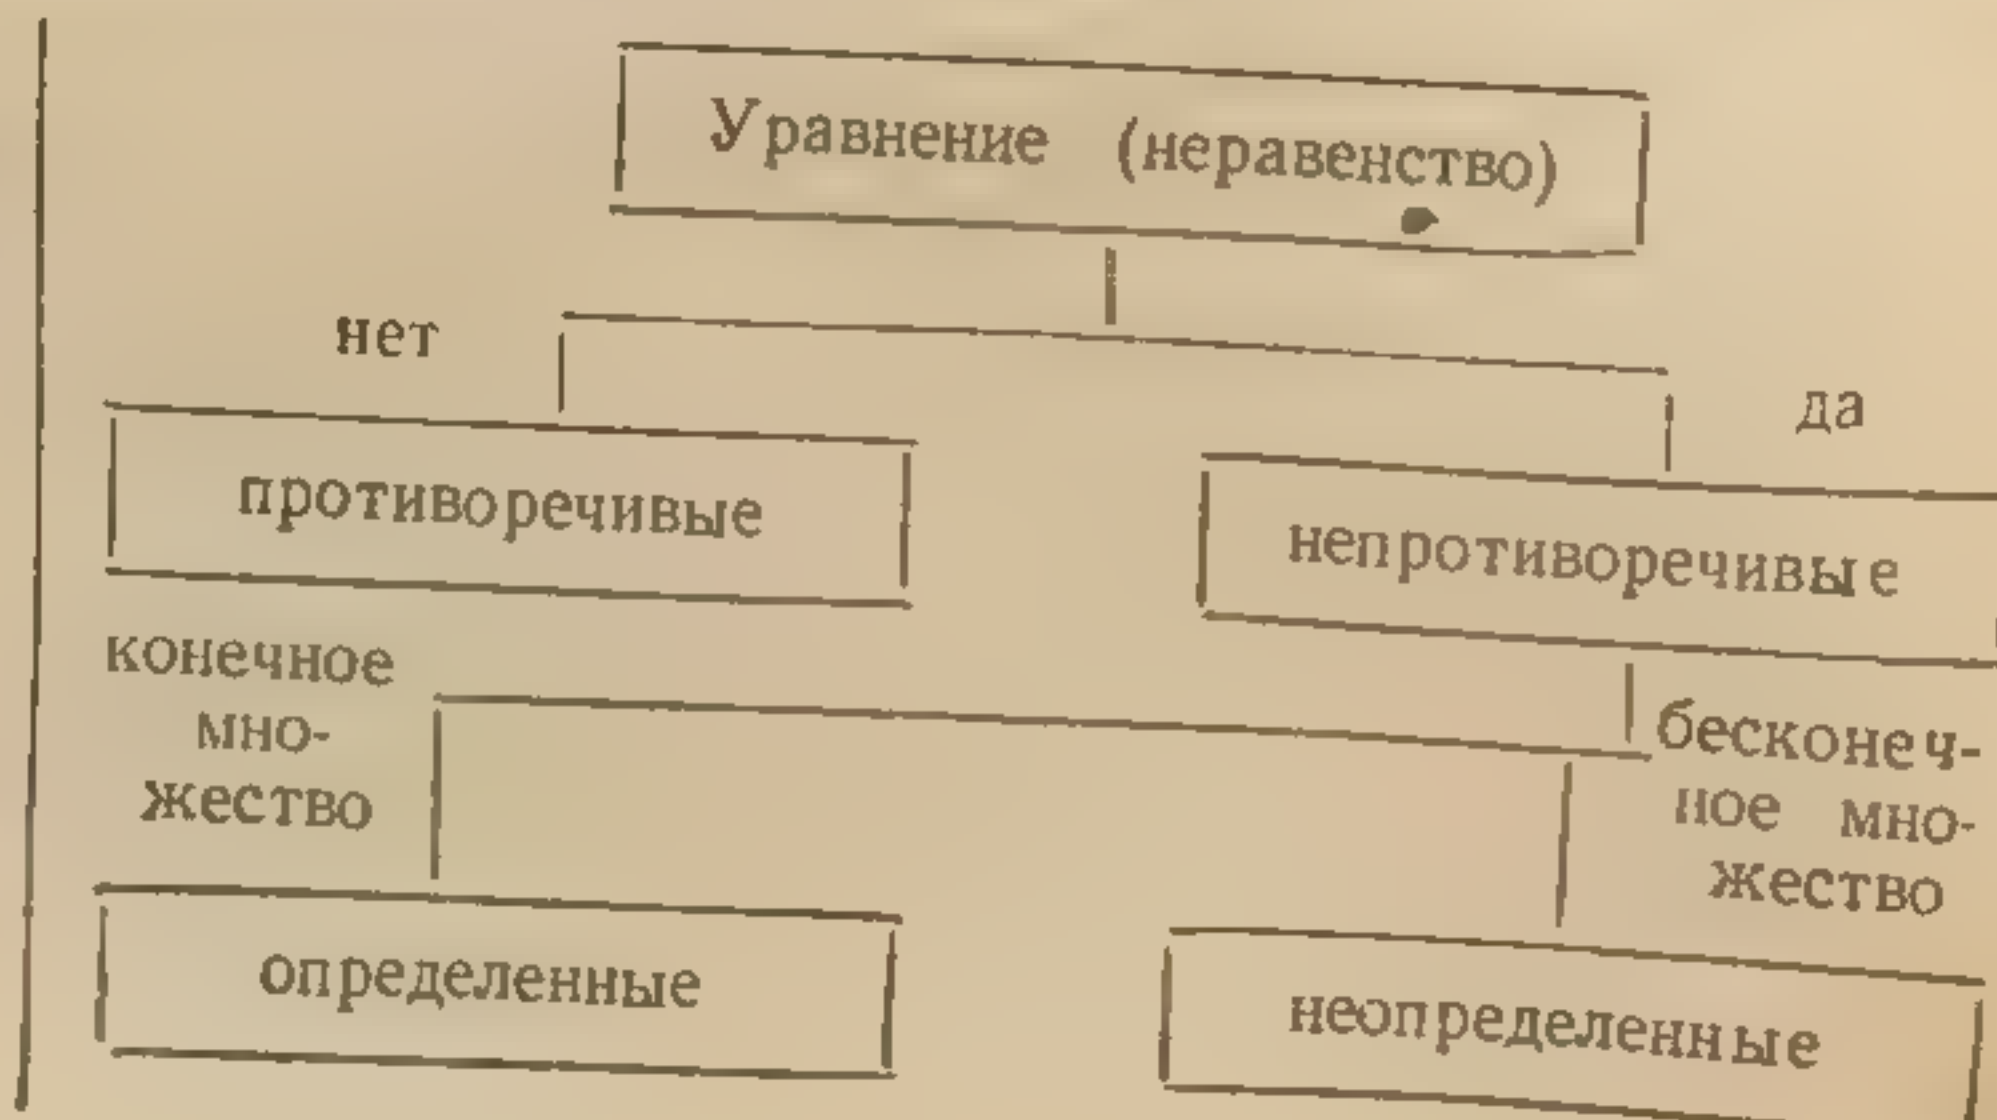 Уравнение (неравенство)
нет
да
противоречивые
непротиворечивые
конечное
мно-
жество
бесконеч-
ное мно-
жество
определенные
неопределенные